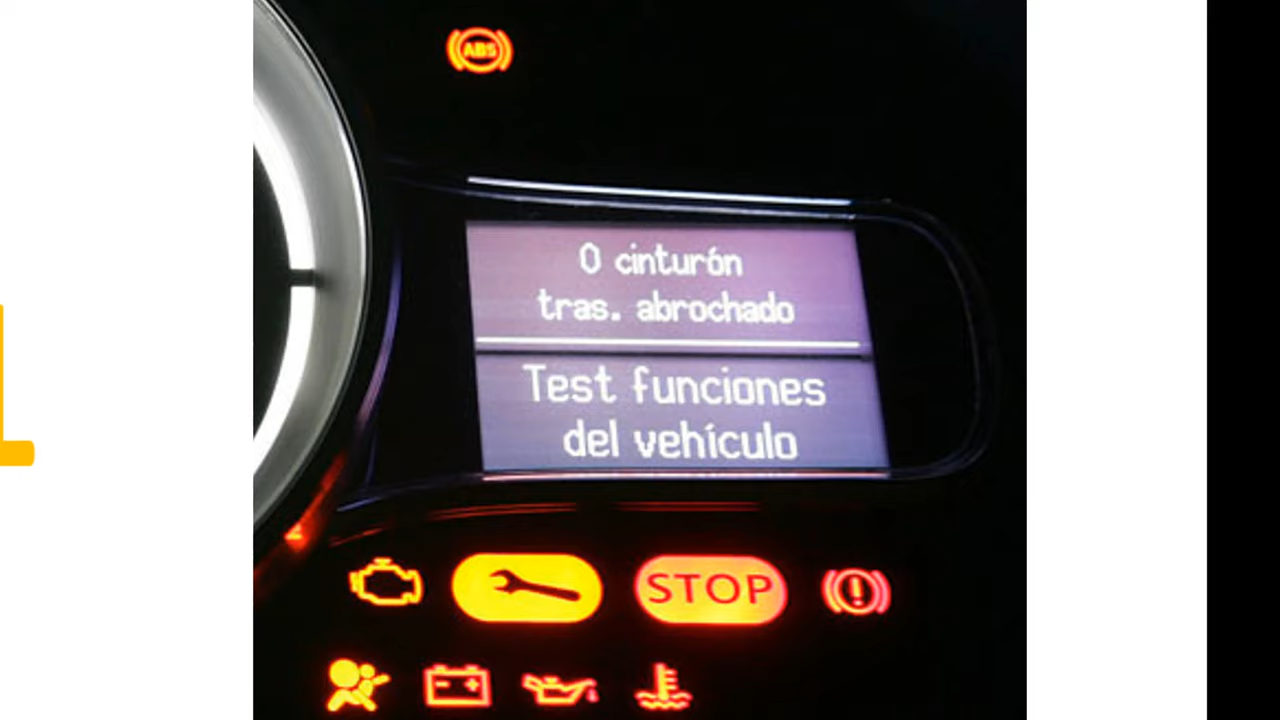 ABS
0 cinturón
tras. abrochado
Test funciones
del vehículo
STOP